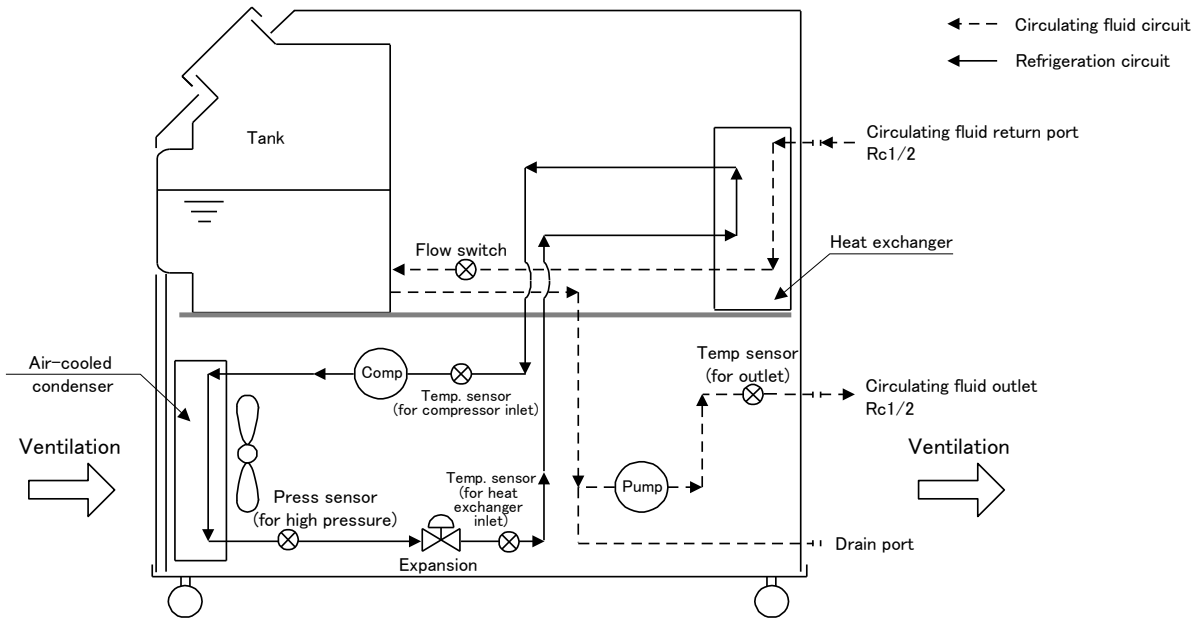 Circulating fluid circuit
Refrigeration circuit
Tank
Circulating fluid return port
Rc1/2
Flow switch
Heat exchanger
Air-cooled
condenser
Comp
Temp. sensor
(for compressor inlet)
Temp sensor
(for outlet)
Circulating fluid outlet
Rc1/2
Ventilation
Ventilation
Press sensor
(for high pressure)
Temp. sensor
(for heat
exchanger
inlet)
Pump
Expansion
Drain port